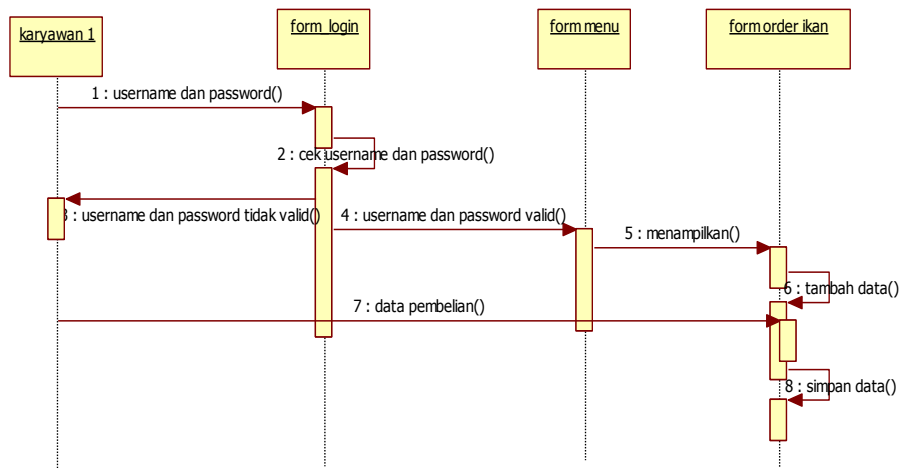 karyawan 1
form_login
form menu
form order ikan
1 : username dan password()
2 : cek username dan password()
3 : username dan password tidak valid()
4 : username dan password valid()
5 : menampilkan()
6 : tambah data()
7 : data pembelian()
8 : simpan data()